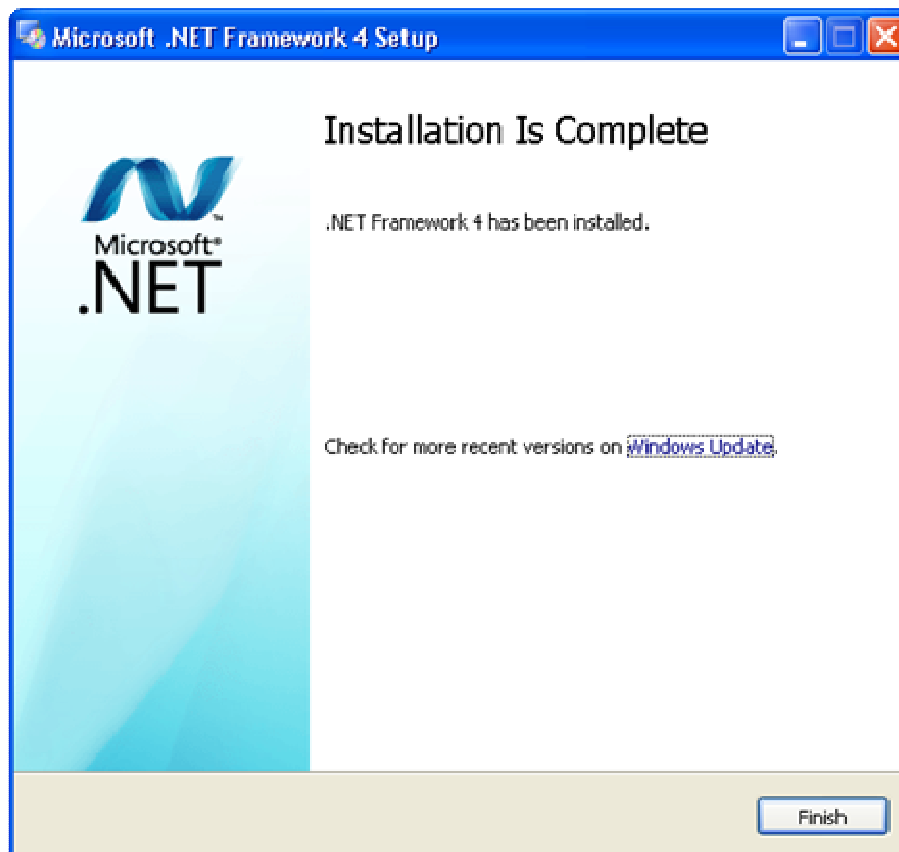 Microsoft .NET Framework 4 Setup
Installation Is Complete
Microsoft®
.NET
™
.NET Framework 4 has been installed.
Check for more recent versions on Windows Update.
Finish